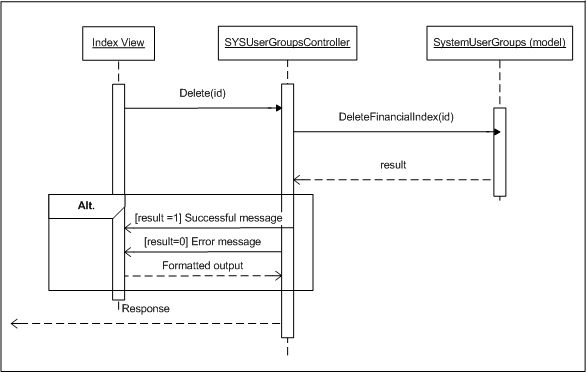 Index View
SYSUserGroupsController
SystemUserGroups (model)
Delete(id)
DeleteFinancialIndex(id)
result
Alt.
[result =1] Successful message
[result=0] Error message
Formatted output
Response